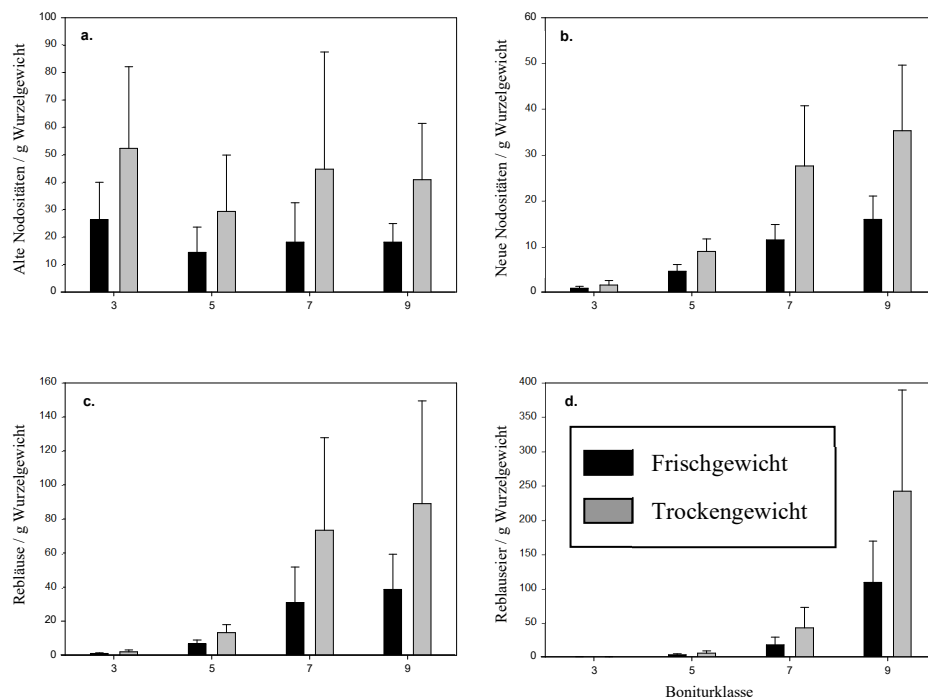 a.
Alte Nodositäten / g Wurzelgewicht
100
90
80
70
60
50
40
30
20
10
0
3 5 7 9
b.
Neue Nodositäten / g Wurzelgewicht
60
50
40
30
20
10
0
3 5 7 9
c.
Rebläuse / g Wurzelgewicht
160
140
120
100
80
60
40
20
0
3 5 7 9
d.
Reblauseier / g Wurzelgewicht
400
350
300
250
200
150
100
50
0
Frischgewicht
Trockengewicht
3 5 7 9
Boniturklasse